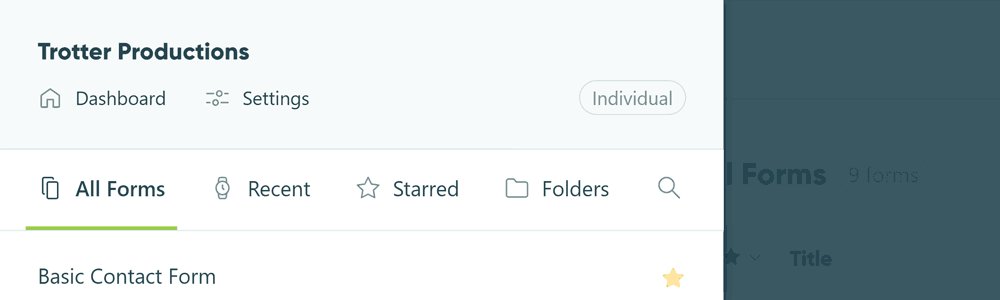 Trotter Productions
Dashboard Settings Individual
All Forms Recent Starred Folders
Forms 9 forms
Title
Basic Contact Form